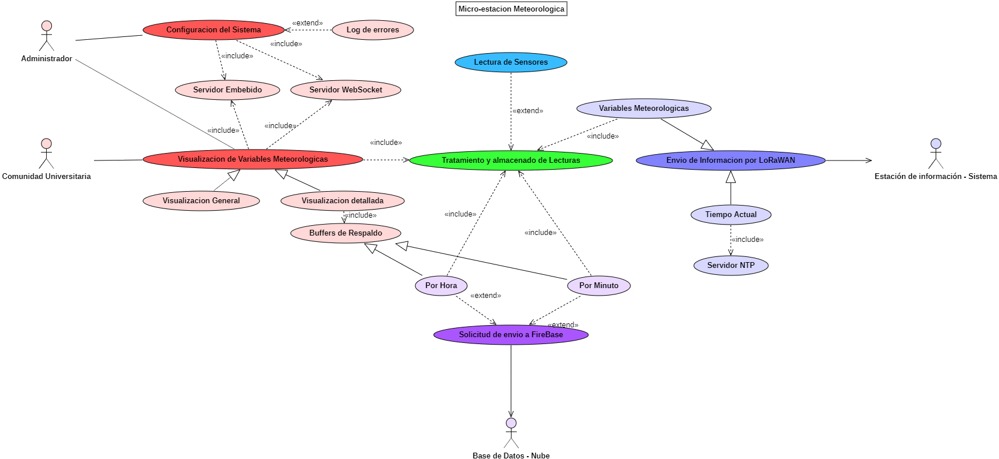 Micro-estacion Meteorologica
Configuracion del Sistema
«extend»
Log de errores
Administrador
«include»
«include»
Lectura de Sensores
Servidor Embebido
Servidor WebSocket
«extend»
Variables Meteorologicas
«include»
«include»
«include»
«include»
Comunidad Universitaria
Visualizacion de Variables Meteorologicas
Tratamiento y almacenado de Lecturas
Envio de Informacion por LoRaWAN
Estación de información - Sistema
Visualizacion General
Visualizacion detallada
«include»
«include»
Tiempo Actual
Buffers de Respaldo
«include»
«include»
Servidor NTP
Por Hora
Por Minuto
«extend»
«extend»
Solicitud de envio a FireBase
Base de Datos - Nube